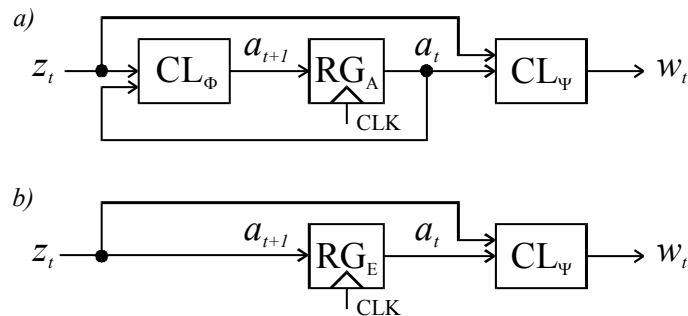 a)
z_t CL_Φ a_{t+1} RG_A a_t CL_Ψ w_t
CLK
b)
z_t a_{t+1} RG_E a_t CL_Ψ w_t
CLK